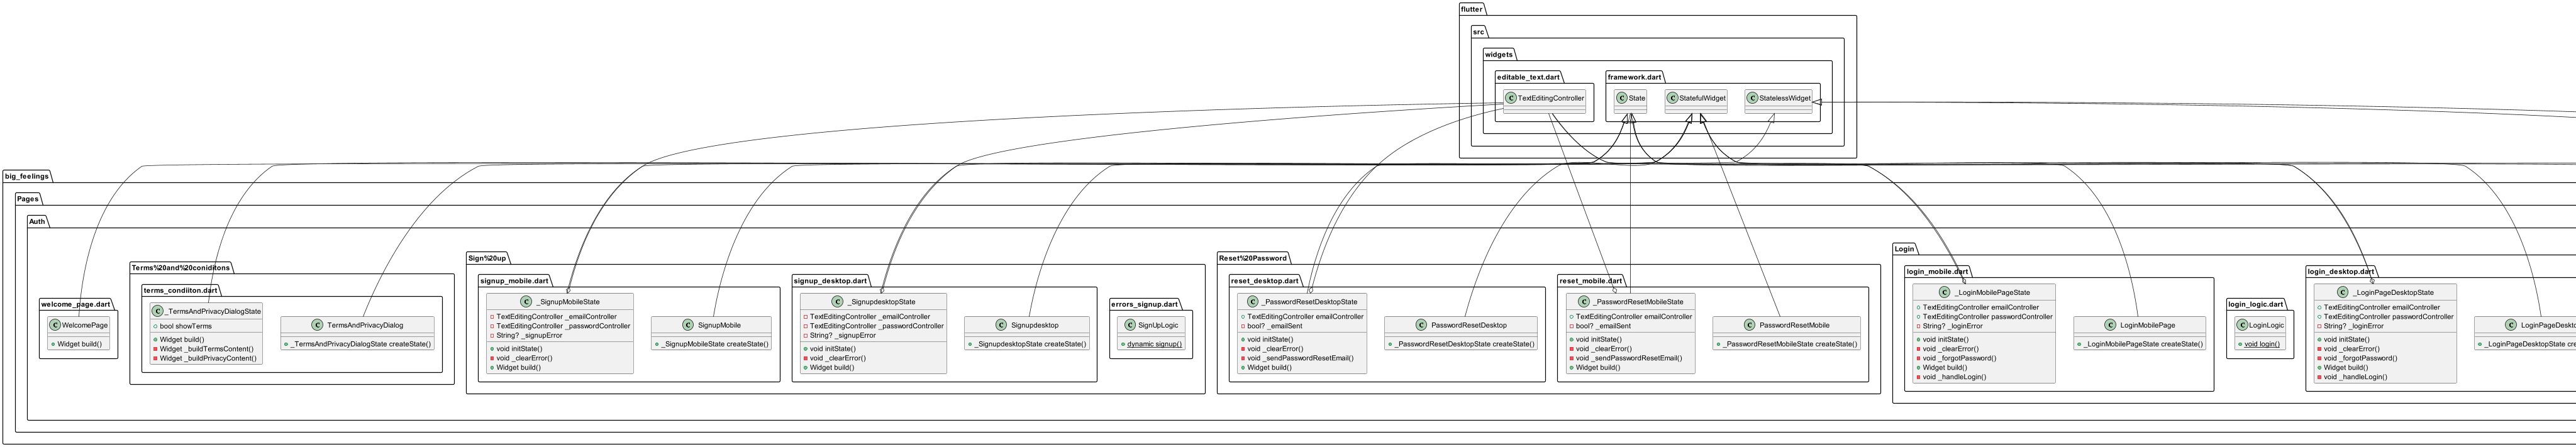 flutter
src
widgets
editable_text.dart
framework.dart
C TextEditingController
C State
C StatefulWidget
C StatelessWidget
big_feelings
Pages
Auth
welcome_page.dart
C WelcomePage
Widget build()
Terms%20and%20coniditons
terms_condiiton.dart
C _TermsAndPrivacyDialogState
bool showTerms
Widget build()
Widget _buildTermsContent()
Widget _buildPrivacyContent()
C TermsAndPrivacyDialog
_TermsAndPrivacyDialogState createState()
Sign%20up
signup_mobile.dart
C _SignupMobileState
TextEditingController _emailController
TextEditingController _passwordController
String? _signupError
void initState()
void _clearError()
Widget build()
C SignupMobile
_SignupMobileState createState()
signup_desktop.dart
C _SignupdesktopState
TextEditingController _emailController
TextEditingController _passwordController
String? _signupError
void initState()
void _clearError()
Widget build()
C Signupdesktop
_SignupdesktopState createState()
errors_signup.dart
C SignUpLogic
dynamic signup()
Reset%20Password
reset_desktop.dart
C _PasswordResetDesktopState
TextEditingController emailController
bool? _emailSent
void initState()
void _clearError()
void _sendPasswordResetEmail()
Widget build()
C PasswordResetDesktop
_PasswordResetDesktopState createState()
reset_mobile.dart
C _PasswordResetMobileState
TextEditingController emailController
bool? _emailSent
void initState()
void _clearError()
void _sendPasswordResetEmail()
Widget build()
C PasswordResetMobile
_PasswordResetMobileState createState()
Login
login_mobile.dart
C _LoginMobilePageState
TextEditingController emailController
TextEditingController passwordController
String? _loginError
void initState()
void _clearError()
void _forgotPassword()
Widget build()
void _handleLogin()
C LoginMobilePage
_LoginMobilePageState createState()
login_logic.dart
C LoginLogic
void login()
login_desktop.dart
C _LoginPageDesktopState
TextEditingController emailController
TextEditingController passwordController
String? _loginError
void initState()
void _clearError()
void _forgotPassword()
Widget build()
void _handleLogin()
C LoginPageDeskto
_LoginPageDesktopState cre